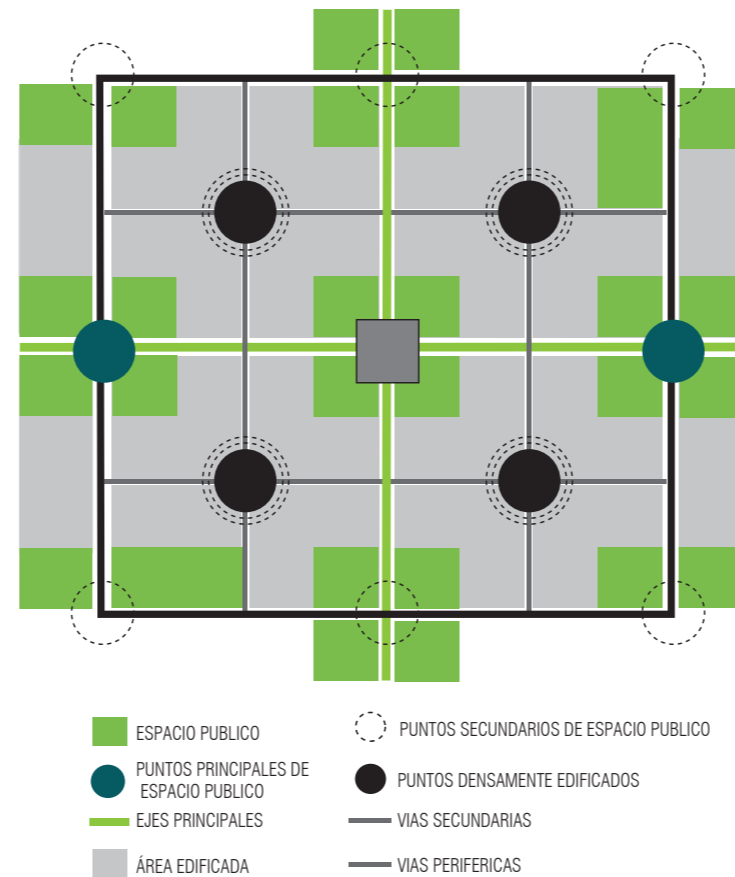 ESPACIO PUBLICO
PUNTOS SECUNDARIOS DE ESPACIO PUBLICO
PUNTOS PRINCIPALES DE
ESPACIO PUBLICO
PUNTOS DENSAMENTE EDIFICADOS
EJES PRINCIPALES
VIAS SECUNDARIAS
ÁREA EDIFICADA
VIAS PERIFERICAS